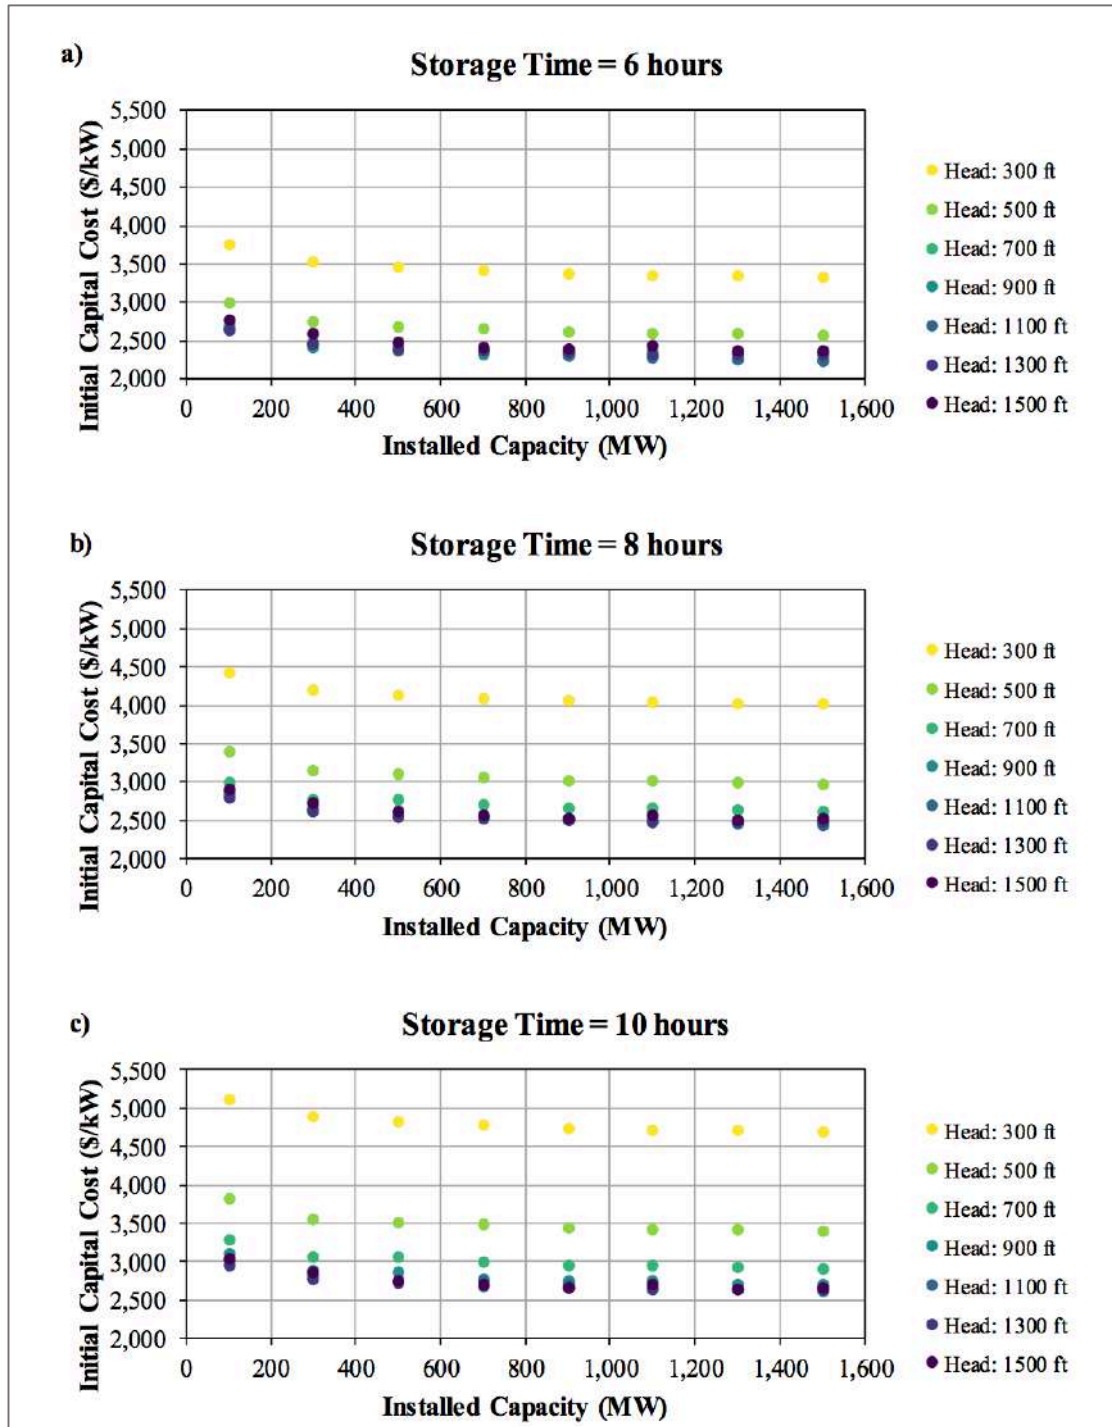 a)
Storage Time = 6 hours
Initial Capital Cost ($/kW)
5,500
5,000
4,500
4,000
3,500
3,000
2,500
2,000
0 200 400 600 800 1,000 1,200 1,400 1,600
Installed Capacity (MW)
Head: 300 ft
Head: 500 ft
Head: 700 ft
Head: 900 ft
Head: 1100 ft
Head: 1300 ft
Head: 1500 ft
b)
Storage Time = 8 hours
Initial Capital Cost ($/kW)
5,500
5,000
4,500
4,000
3,500
3,000
2,500
2,000
0 200 400 600 800 1,000 1,200 1,400 1,600
Installed Capacity (MW)
Head: 300 ft
Head: 500 ft
Head: 700 ft
Head: 900 ft
Head: 1100 ft
Head: 1300 ft
Head: 1500 ft
c)
Storage Time = 10 hours
Initial Capital Cost ($/kW)
5,500
5,000
4,500
4,000
3,500
3,000
2,500
2,000
0 200 400 600 800 1,000 1,200 1,400 1,600
Installed Capacity (MW)
Head: 300 ft
Head: 500 ft
Head: 700 ft
Head: 900 ft
Head: 1100 ft
Head: 1300 ft
Head: 1500 ft